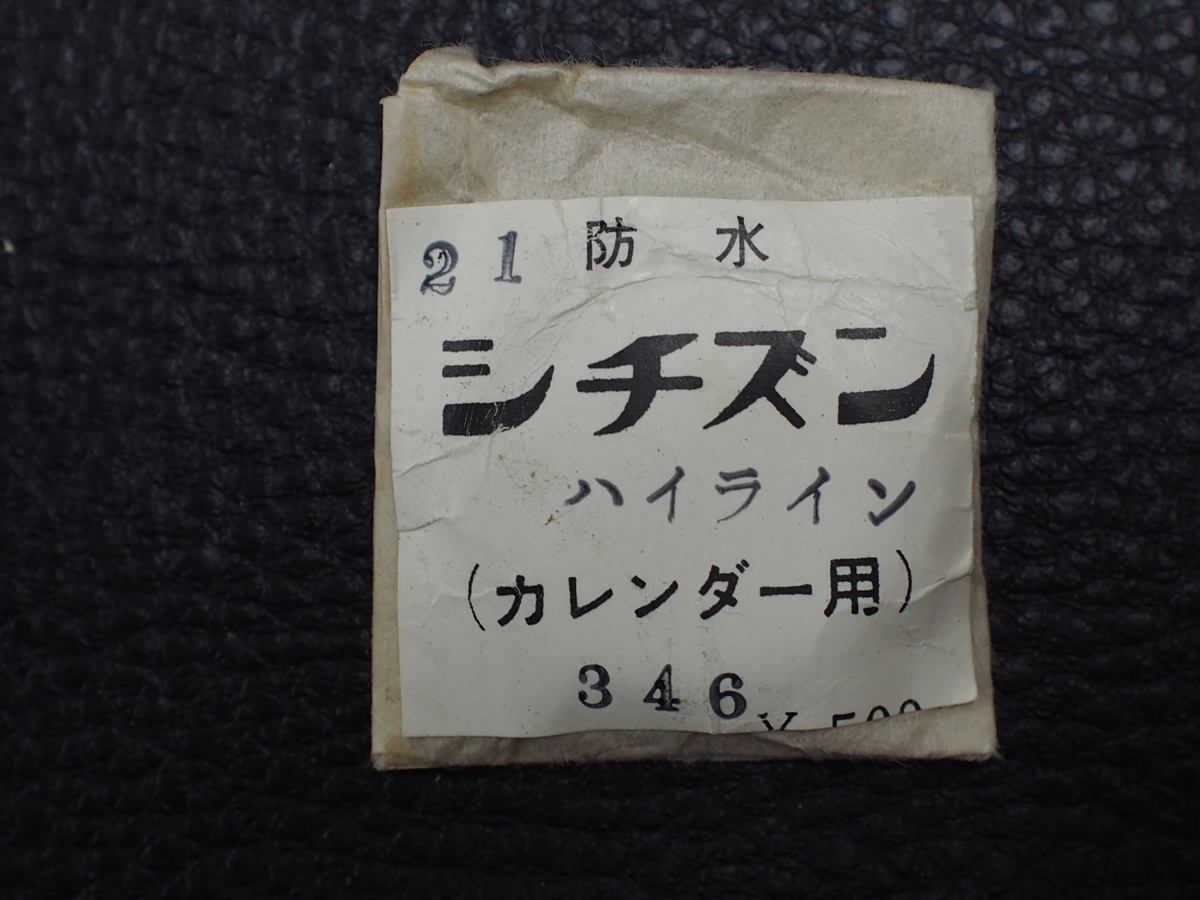 21 防水
シチズン
ハイライン
(カレンダー用)
346